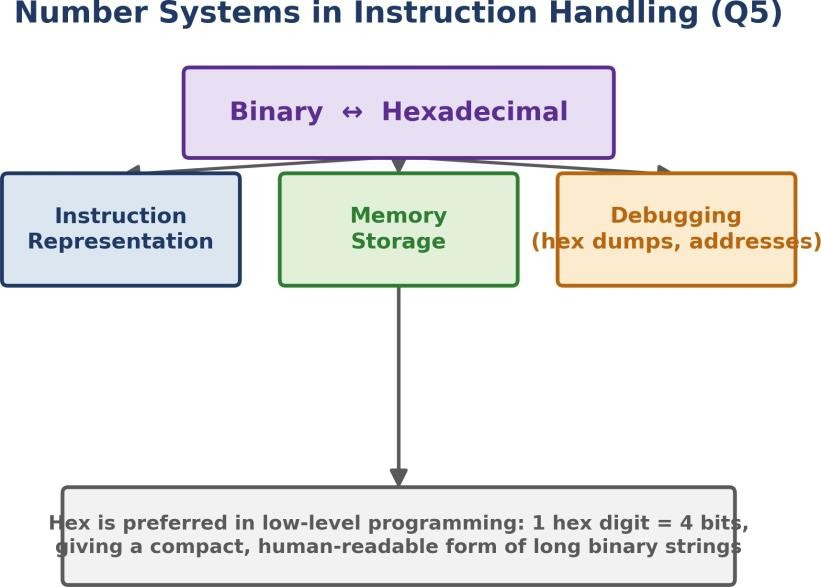 Number Systems in Instruction Handling (Q5)
Binary ↔ Hexadecimal
Instruction
Representation
Memory
Storage
Debugging
(hex dumps, addresses)
Hex is preferred in low-level programming: 1 hex digit = 4 bits,
giving a compact, human-readable form of long binary strings